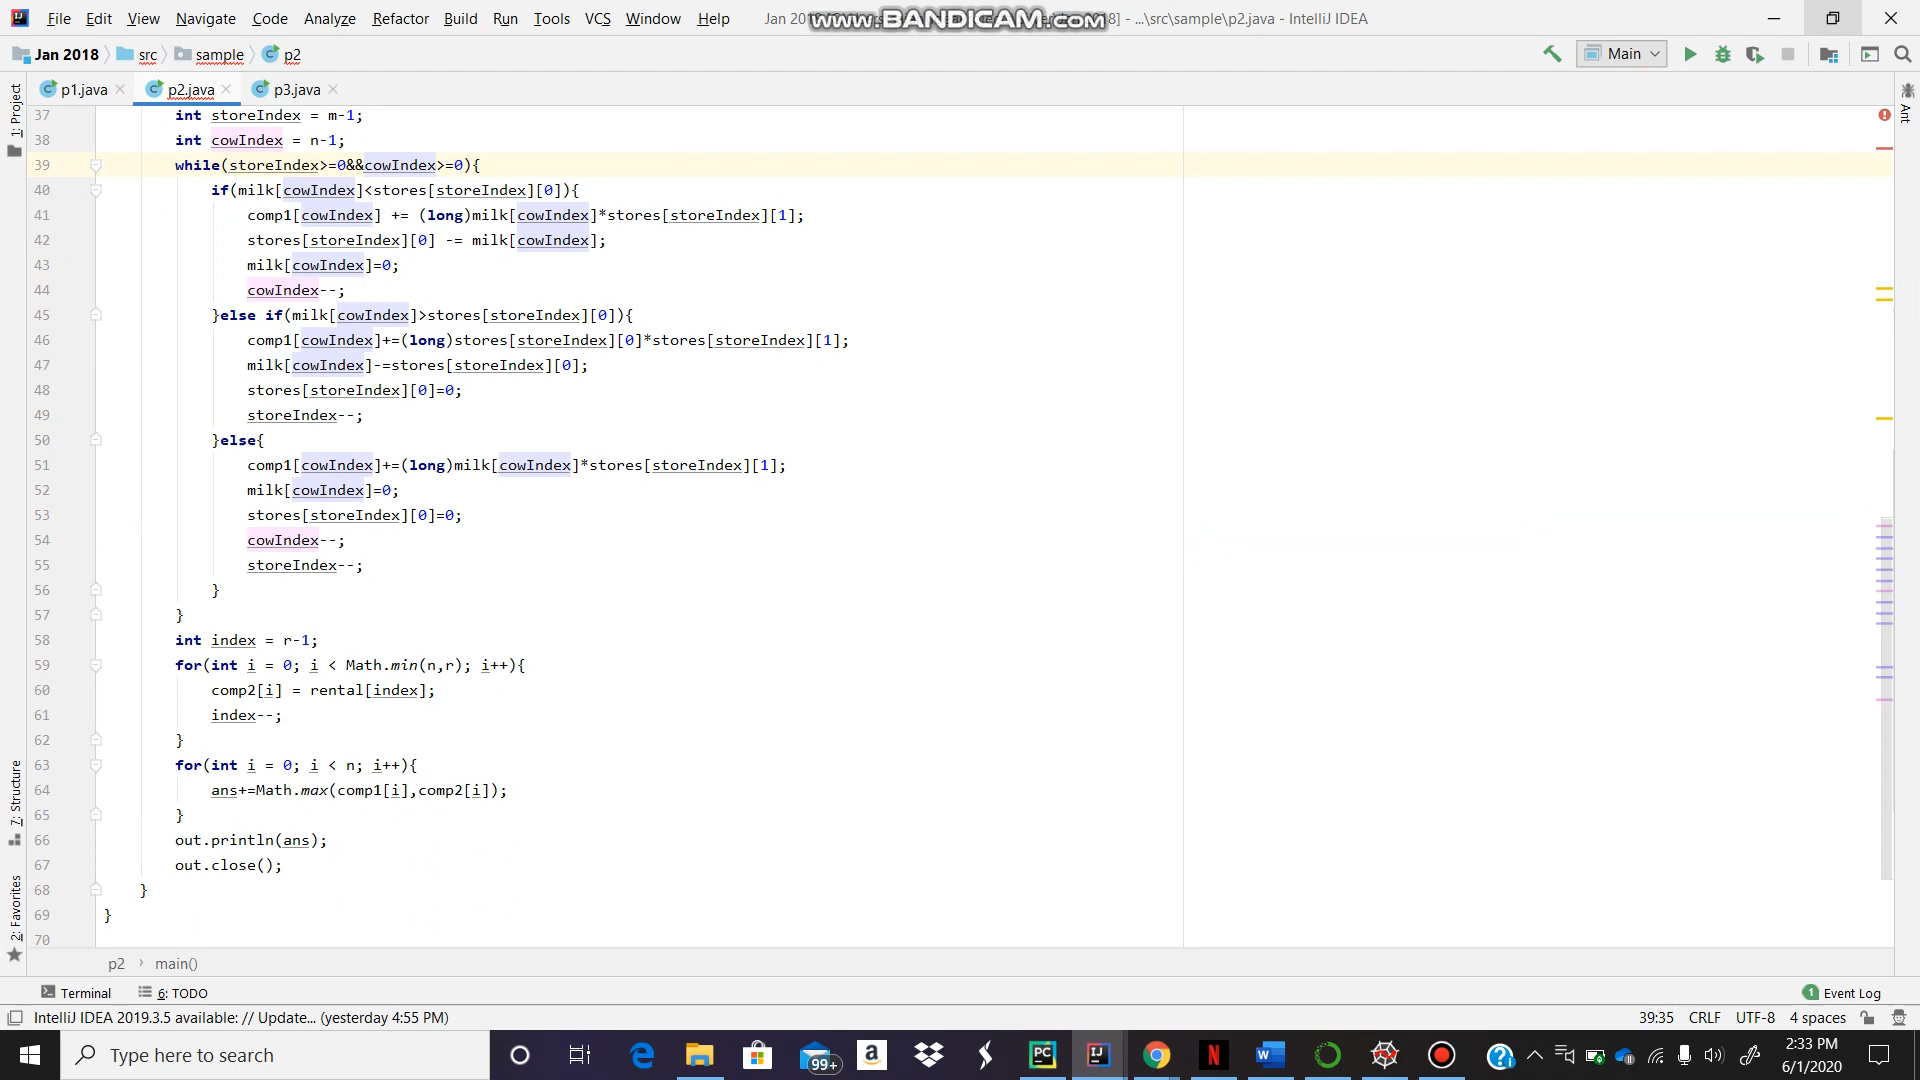 File Edit View Navigate Code Analyze Refactor Build Run Tools VCS Window Help
www.BANDICAM.com
- ...\src\sample\p2.java - IntelliJ IDEA
Jan 2018 src sample p2 Main
p1.java p2.java p3.java
1: Project
Ant
37 int storeIndex = m-1;
38 int cowIndex = n-1;
39 while(storeIndex>=0&&cowIndex>=0){
40 if(milk[cowIndex]<stores[storeIndex][0]){
41 comp1[cowIndex] += (long)milk[cowIndex]*stores[storeIndex][1];
42 stores[storeIndex][0] -= milk[cowIndex];
43 milk[cowIndex]=0;
44 cowIndex--;
45 }else if(milk[cowIndex]>stores[storeIndex][0]){
46 comp1[cowIndex]+=(long)stores[storeIndex][0]*stores[storeIndex][1];
47 milk[cowIndex]-=stores[storeIndex][0];
48 stores[storeIndex][0]=0;
49 storeIndex--;
50 }else{
51 comp1[cowIndex]+=(long)milk[cowIndex]*stores[storeIndex][1];
52 milk[cowIndex]=0;
53 stores[storeIndex][0]=0;
54 cowIndex--;
55 storeIndex--;
56 }
57 }
58 int index = r-1;
59 for(int i = 0; i < Math.min(n,r); i++){
60 comp2[i] = rental[index];
61 index--;
62 }
63 for(int i = 0; i < n; i++){
64 ans+=Math.max(comp1[i],comp2[i]);
65 }
66 out.println(ans);
67 out.close();
68 }
69 }
70
7: Structure
2: Favorites
p2 › main()
Terminal 6: TODO 1 Event Log
IntelliJ IDEA 2019.3.5 available: // Update... (yesterday 4:55 PM) 39:35 CRLF UTF-8 4 spaces
Type here to search 99+ 2:33 PM
6/1/2020